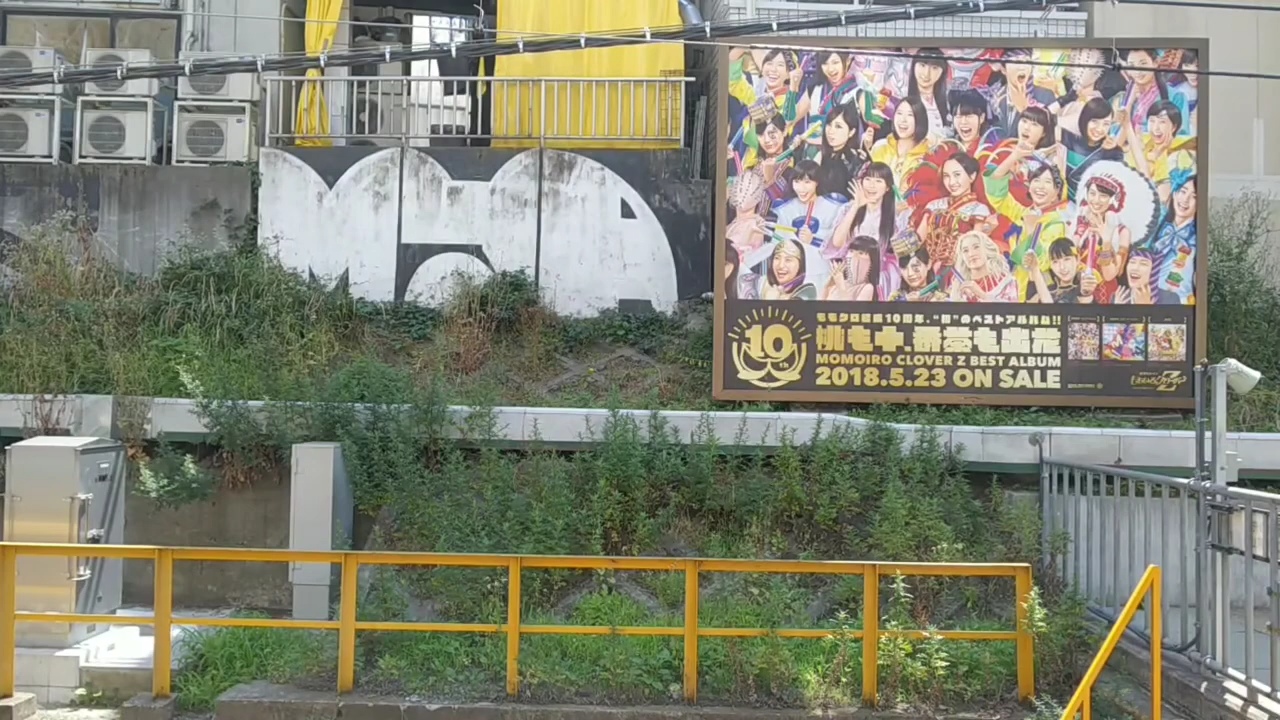 ももクロ結成10周年、"初"のベストアルバム!!
10th
桃も十、番茶も出花
MOMOIRO CLOVER Z BEST ALBUM
2018.5.23 ON SALE